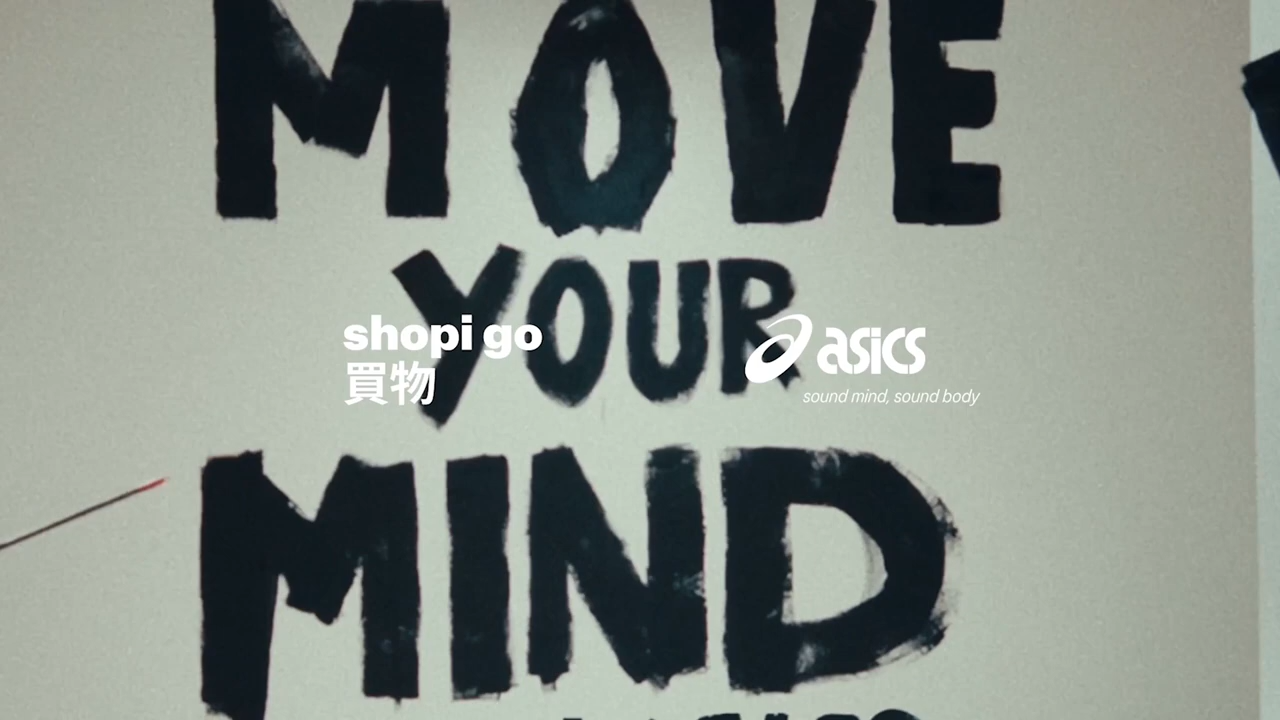 MOVE
YOUR
shopi go
買物
asics
sound mind, sound body
MIND